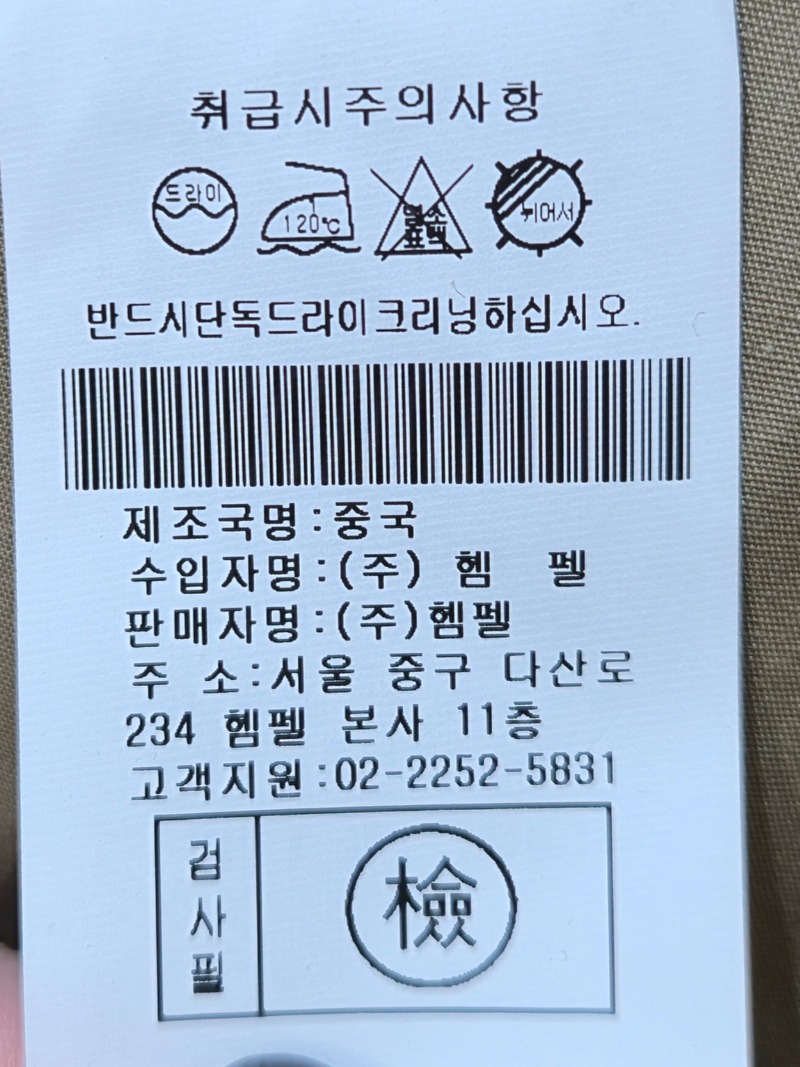 취급시주의사항
드라이
120℃
염소
표백
뉘어서
반드시단독드라이크리닝하십시오.
제조국명:중국
수입자명:(주) 헴 펠
판매자명:(주)헴펠
주 소:서울 중구 다산로
234 헴펠 본사 11층
고객지원:02-2252-5831
검사필
檢